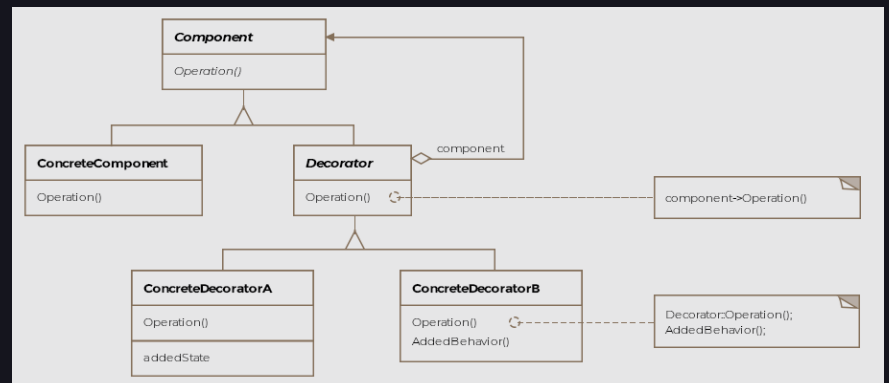 Component
Operation()
ConcreteComponent
Operation()
Decorator
Operation()
component
component->Operation()
ConcreteDecoratorA
Operation()
addedState
ConcreteDecoratorB
Operation()
AddedBehavior()
Decorator::Operation();
AddedBehavior();